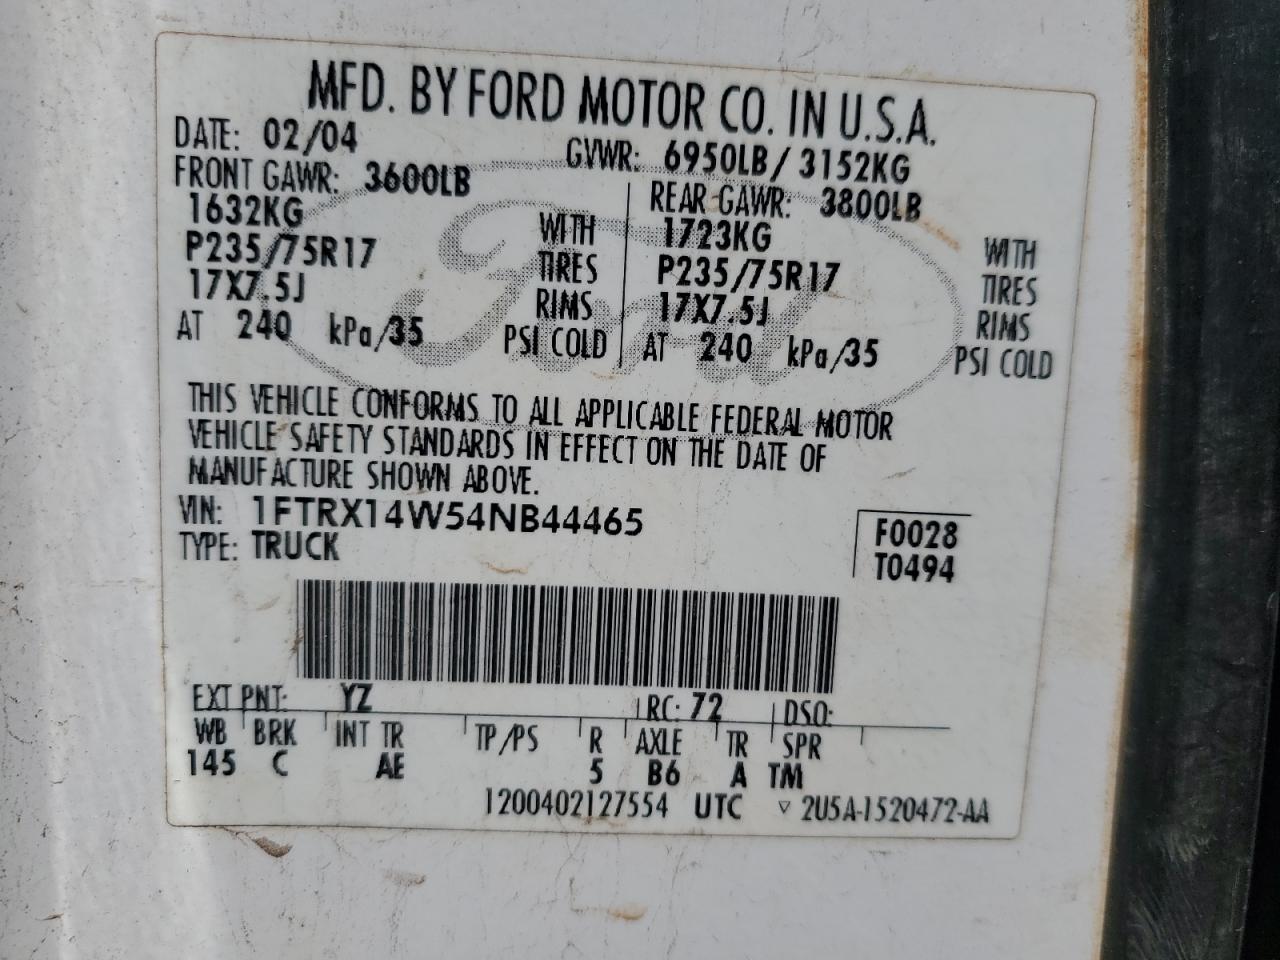 MFD. BY FORD MOTOR CO. IN U.S.A.
DATE: 02/04 GVWR: 6950LB/ 3152KG
FRONT GAWR: 3600LB REAR GAWR: 3800LB
1632KG WITH 1723KG WITH
P235/75R17 TIRES P235/75R17 TIRES
17X7.5J RIMS 17X7.5J RIMS
AT 240 kPa/35 PSI COLD AT 240 kPa/35 PSI COLD
Ford
THIS VEHICLE CONFORMS TO ALL APPLICABLE FEDERAL MOTOR
VEHICLE SAFETY STANDARDS IN EFFECT ON THE DATE OF
MANUFACTURE SHOWN ABOVE.
VIN: 1FTRX14W54NB44465 F0028
TYPE: TRUCK T0494
EXT PNT: YZ RC: 72 DSO:
WB BRK INT TR TP/PS R AXLE TR SPR
145 C AE 5 B6 A TM
1200402127554 UTC ▽ 2U5A-1520472-AA